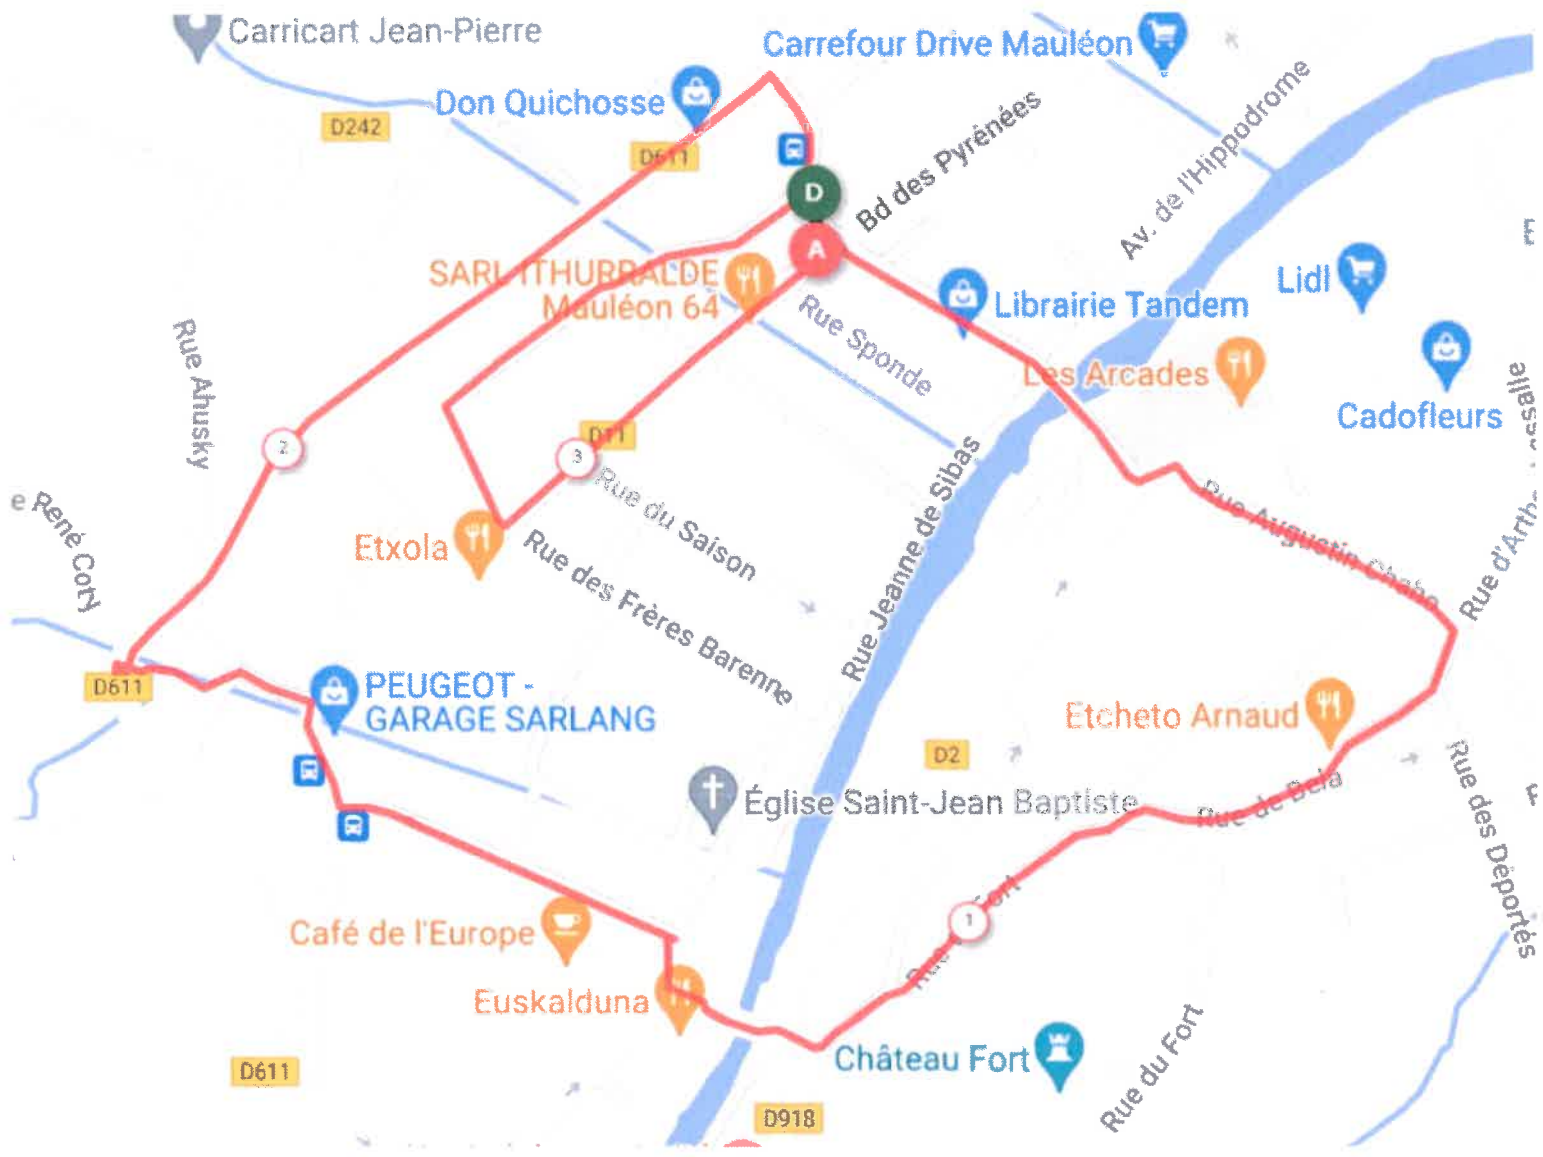 Carricart Jean-Pierre
Carrefour Drive Mauléon
Don Quichosse
D242
D611
D
Bd des Pyrénées
Av. de l'Hippodrome
A
SARL ITHURRALDE
Mauléon 64
Rue Sponde
Librairie Tandem
Lidl
Les Arcades
Cadofleurs
Rue Ahusky
2
D11
3
Rue du Saison
Etxola
Rue des Frères Barenne
Rue Jeanne de Sibas
Rue Augustin Chaho
Rue d'Arthe
e René Coty
D611
PEUGEOT -
GARAGE SARLANG
Etcheto Arnaud
D2
Église Saint-Jean Baptiste
Rue de Bela
Rue des Déportés
1
Café de l'Europe
Euskalduna
Château Fort
Rue du Fort
D611
D918